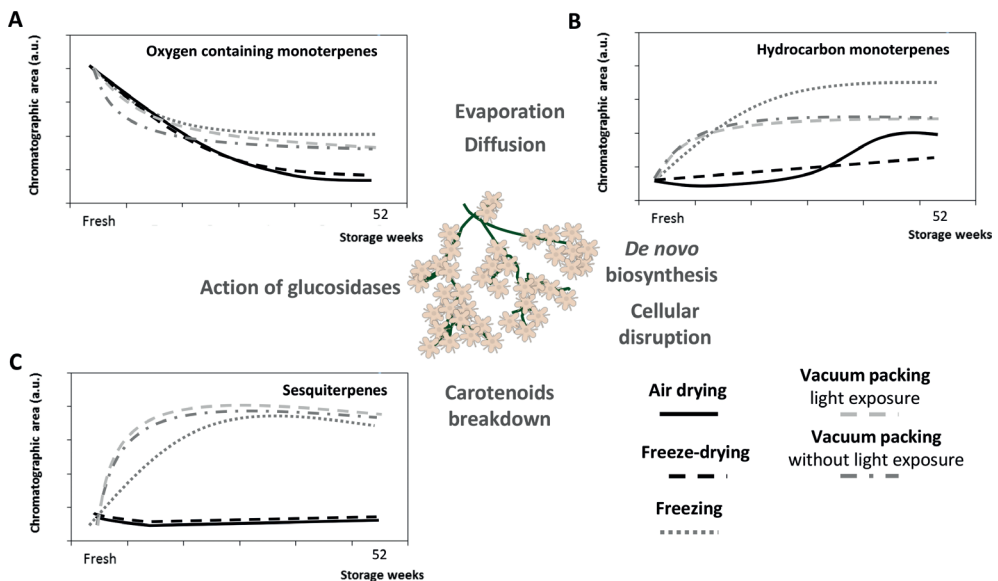 A
Oxygen containing monoterpenes
Chromatographic area (a.u.)
Fresh
52
Storage weeks
B
Hydrocarbon monoterpenes
Chromatographic area (a.u.)
Fresh
52
Storage weeks
Evaporation
Diffusion
Action of glucosidases
De novo
biosynthesis
Cellular
disruption
Carotenoids
breakdown
C
Sesquiterpenes
Chromatographic area (a.u.)
Fresh
52
Storage weeks
Air drying
Freeze-drying
Freezing
Vacuum packing
light exposure
Vacuum packing
without light exposure